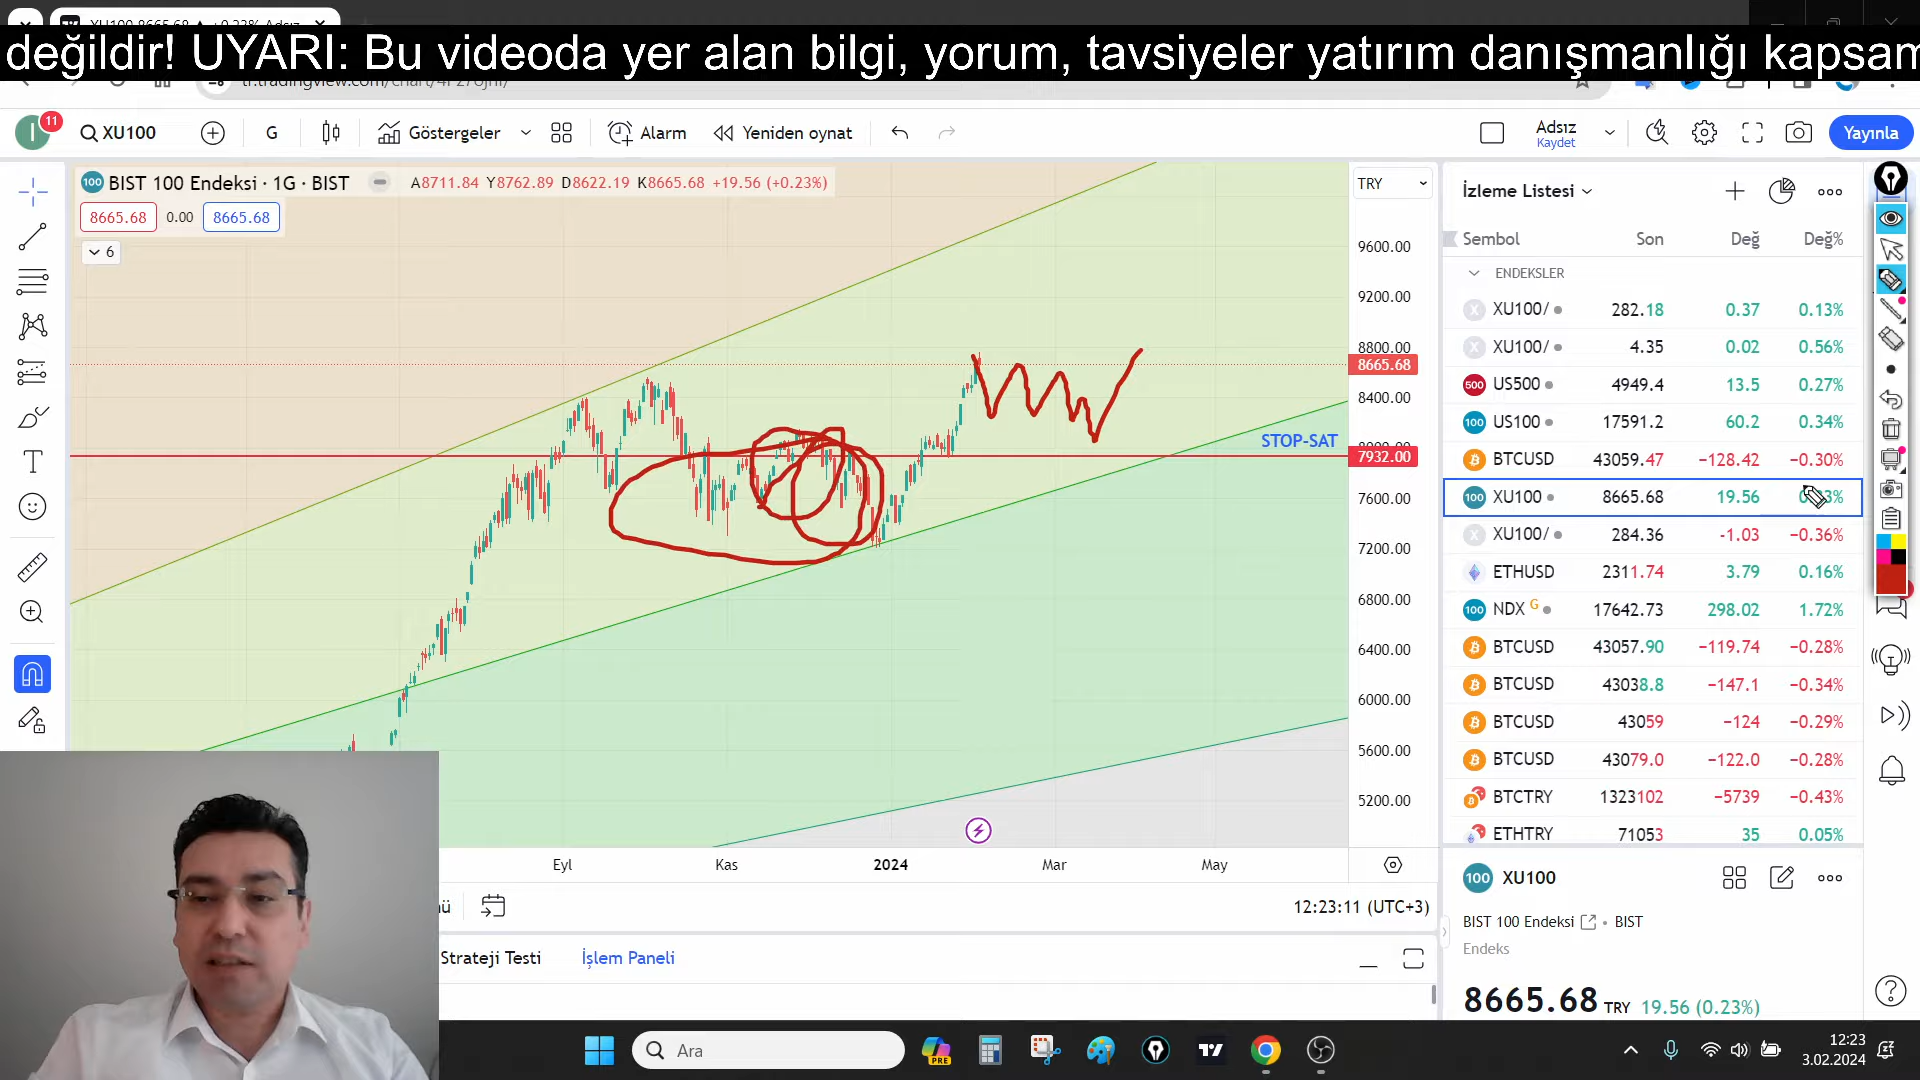 değildir! UYARI: Bu videoda yer alan bilgi, yorum, tavsiyeler yatırım danışmanlığı kapsam
11
XU100
G
Göstergeler
Alarm
Yeniden oynat
Adsız
Kaydet
Yayınla
100 BIST 100 Endeksi · 1G · BIST
A8711.84 Y8762.89 D8622.19 K8665.68 +19.56 (+0.23%)
8665.68 0.00 8665.68
6
TRY
9600.00
9200.00
8800.00
8665.68
8400.00
STOP-SAT
7932.00
7600.00
7200.00
6800.00
6400.00
6000.00
5600.00
5200.00
Eyl Kas 2024 Mar May
12:23:11 (UTC+3)
Strateji Testi İşlem Paneli
İzleme Listesi
Sembol Son Değ Değ%
ENDEKSLER
X XU100/ 282.18 0.37 0.13%
X XU100/ 4.35 0.02 0.56%
500 US500 4949.4 13.5 0.27%
100 US100 17591.2 60.2 0.34%
BTCUSD 43059.47 −128.42 −0.30%
100 XU100 8665.68 19.56
X XU100/ 284.36 -1.03 −0.36%
ETHUSD 2311.74 3.79 0.16%
100 NDX G 17642.73 298.02 1.72%
BTCUSD 43057.90 −119.74 −0.28%
BTCUSD 43038.8 −147.1 −0.34%
BTCUSD 43059 −124 −0.29%
BTCUSD 43079.0 −122.0 −0.28%
BTCTRY 1323102 −5739 −0.43%
ETHTRY 71053 35 0.05%
100 XU100
BIST 100 Endeksi · BIST
Endeks
8665.68 TRY 19.56 (0.23%)
Ara
PRE
12:23
3.02.2024